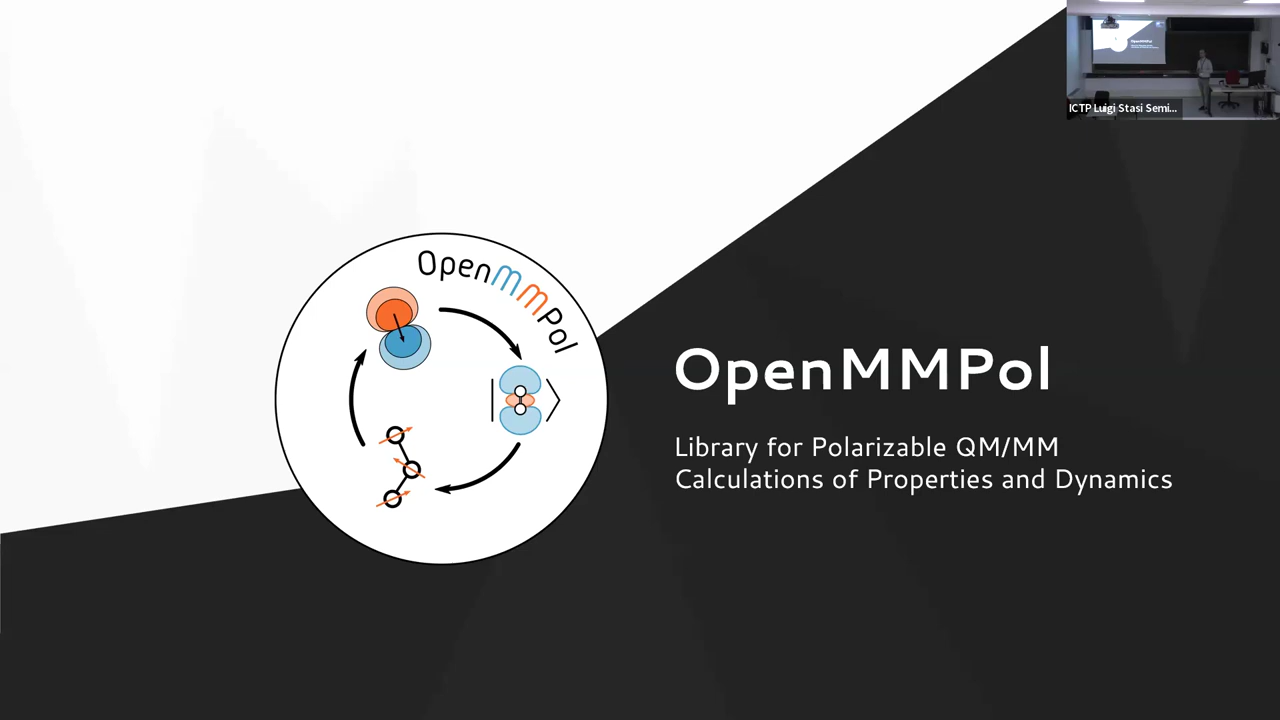 ICTP Luigi Stasi Semi...
OpenMMPol
OpenMMPol
Library for Polarizable QM/MM
Calculations of Properties and Dynamics